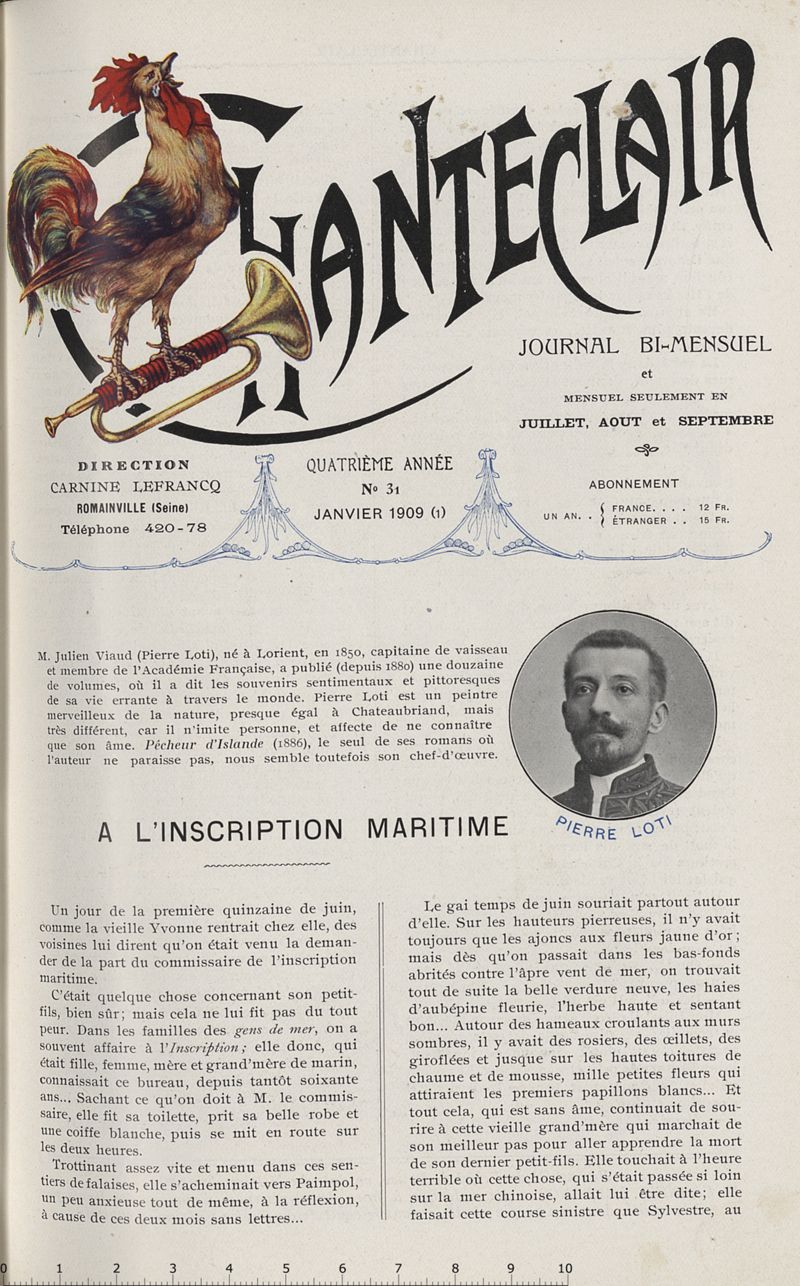 CHANTECLAIR
JOURNAL BI-MENSUEL
et
MENSUEL SEULEMENT EN
JUILLET, AOUT et SEPTEMBRE
DIRECTION
CARNINE LEFRANCQ
ROMAINVILLE (Seine)
Téléphone 420-78
QUATRIÈME ANNÉE
No 31
JANVIER 1909 (1)
ABONNEMENT
UN AN. . { FRANCE. . . . 12 FR.
ÉTRANGER . . 15 FR.
M. Julien Viaud (Pierre Loti), né à Lorient, en 1850, capitaine de vaisseau
et membre de l'Académie Française, a publié (depuis 1880) une douzaine
de volumes, où il a dit les souvenirs sentimentaux et pittoresques
de sa vie errante à travers le monde. Pierre Loti est un peintre
merveilleux de la nature, presque égal à Chateaubriand, mais
très différent, car il n'imite personne, et affecte de ne connaître
que son âme. Pêcheur d'Islande (1886), le seul de ses romans où
l'auteur ne paraisse pas, nous semble toutefois son chef-d'œuvre.
PIERRE LOTI
A L'INSCRIPTION MARITIME
Un jour de la première quinzaine de juin,
comme la vieille Yvonne rentrait chez elle, des
voisines lui dirent qu'on était venu la deman-
der de la part du commissaire de l'inscription
maritime.
C'était quelque chose concernant son petit-
fils, bien sûr; mais cela ne lui fit pas du tout
peur. Dans les familles des gens de mer, on a
souvent affaire à l'Inscription; elle donc, qui
était fille, femme, mère et grand'mère de marin,
connaissait ce bureau, depuis tantôt soixante
ans... Sachant ce qu'on doit à M. le commis-
saire, elle fit sa toilette, prit sa belle robe et
une coiffe blanche, puis se mit en route sur
les deux heures.
Trottinant assez vite et menu dans ces sen-
tiers de falaises, elle s'acheminait vers Paimpol,
un peu anxieuse tout de même, à la réflexion,
à cause de ces deux mois sans lettres...
Le gai temps de juin souriait partout autour
d'elle. Sur les hauteurs pierreuses, il n'y avait
toujours que les ajoncs aux fleurs jaune d'or;
mais dès qu'on passait dans les bas-fonds
abrités contre l'âpre vent de mer, on trouvait
tout de suite la belle verdure neuve, les haies
d'aubépine fleurie, l'herbe haute et sentant
bon... Autour des hameaux croulants aux murs
sombres, il y avait des rosiers, des œillets, des
giroflées et jusque sur les hautes toitures de
chaume et de mousse, mille petites fleurs qui
attiraient les premiers papillons blancs... Et
tout cela, qui est sans âme, continuait de sou-
rire à cette vieille grand'mère qui marchait de
son meilleur pas pour aller apprendre la mort
de son dernier petit-fils. Elle touchait à l'heure
terrible où cette chose, qui s'était passée si loin
sur la mer chinoise, allait lui être dite; elle
faisait cette course sinistre que Sylvestre, au
0 1 2 3 4 5 6 7 8 9 10